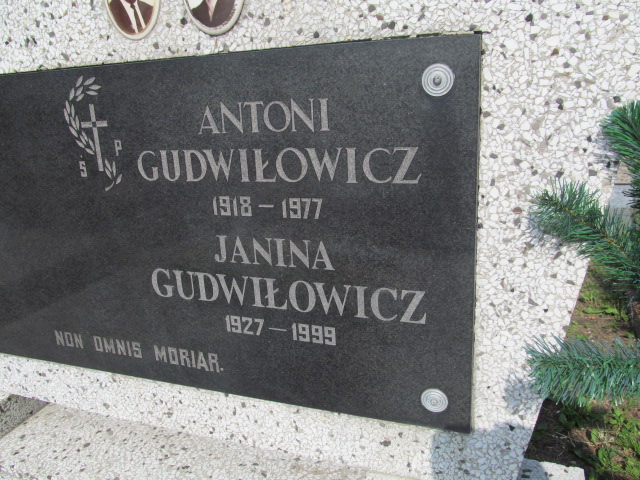 Ś P
ANTONI
GUDWIŁOWICZ
1918 – 1977
JANINA
GUDWIŁOWICZ
1927 – 1999
NON OMNIS MORIAR.